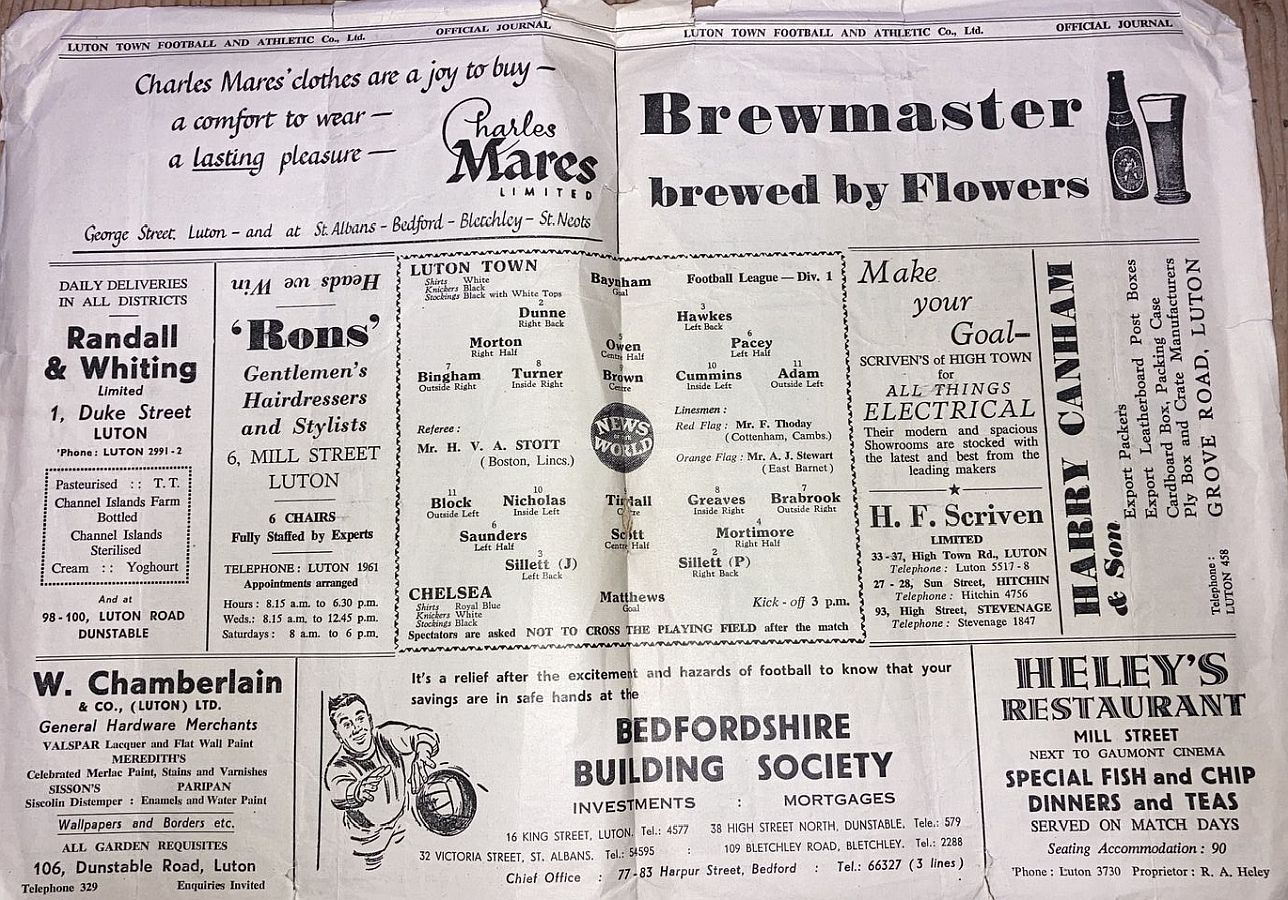 LUTON TOWN FOOTBALL AND ATHLETIC Co., Ltd. OFFICIAL JOURNAL
LUTON TOWN FOOTBALL AND ATHLETIC Co., Ltd. OFFICIAL JOURNAL
Charles Mares' clothes are a joy to buy —
a comfort to wear —
a lasting pleasure —
Charles
Mares
LIMITED
George Street, Luton - and at St. Albans - Bedford - Bletchley - St. Neots
Brewmaster
brewed by Flowers
DAILY DELIVERIES
IN ALL DISTRICTS
Randall
& Whiting
Limited
1, Duke Street
LUTON
'Phone: LUTON 2991-2
Pasteurised :: T.T.
Channel Islands Farm
Bottled
Channel Islands
Sterilised
Cream :: Yoghourt
And at
98-100, LUTON ROAD
DUNSTABLE
Heads we Win
'Rons'
Gentlemen's
Hairdressers
and Stylists
6, MILL STREET
LUTON
6 CHAIRS
Fully Staffed by Experts
TELEPHONE: LUTON 1961
Appointments arranged
Hours: 8.15 a.m. to 6.30 p.m.
Weds.: 8.15 a.m. to 12.45 p.m.
Saturdays: 8 a.m. to 6 p.m.
LUTON TOWN
Shirts White
Knickers Black
Stockings Black with White Tops
Baynham
Goal
Football League — Div. 1
2
Dunne
Right Back
3
Hawkes
Left Back
Morton
Right Half
5
Owen
Centre Half
6
Pacey
Left Half
7
Bingham
Outside Right
8
Turner
Inside Right
9
Brown
Centre
10
Cummins
Inside Left
11
Adam
Outside Left
Referee:
Mr. H. V. A. STOTT
(Boston, Lincs.)
NEWS
OF THE
WORLD
Linesmen:
Red Flag: Mr. F. Thoday
(Cottenham, Cambs.)
Orange Flag: Mr. A. J. Stewart
(East Barnet)
11
Block
Outside Left
10
Nicholas
Inside Left
Tindall
Centre
8
Greaves
Inside Right
7
Brabrook
Outside Right
6
Saunders
Left Half
Scott
Centre Half
4
Mortimore
Right Half
3
Sillett (J)
Left Back
2
Sillett (P)
Right Back
CHELSEA
Shirts Royal Blue
Knickers White
Stockings Black
Matthews
Goal
Kick-off 3 p.m.
Spectators are asked NOT TO CROSS THE PLAYING FIELD after the match
Make
your
Goal—
SCRIVEN'S of HIGH TOWN
for
ALL THINGS
ELECTRICAL
Their modern and spacious
Showrooms are stocked with
the latest and best from the
leading makers
H. F. Scriven
LIMITED
33-37, High Town Rd., LUTON
Telephone: Luton 5517-8
27 - 28, Sun Street, HITCHIN
Telephone: Hitchin 4756
93, High Street, STEVENAGE
Telephone: Stevenage 1847
HARRY CANHAM
& Son
Export Packers
Export Leatherboard Post Boxes
Cardboard Box, Packing Case
Ply Box and Crate Manufacturers
GROVE ROAD, LUTON
Telephone:
LUTON 458
W. Chamberlain
& CO., (LUTON) LTD.
General Hardware Merchants
VALSPAR Lacquer and Flat Wall Paint
MEREDITH'S
Celebrated Merlac Paint, Stains and Varnishes
SISSON'S PARIPAN
Siscolin Distemper : Enamels and Water Paint
Wallpapers and Borders etc.
ALL GARDEN REQUISITES
106, Dunstable Road, Luton
Telephone 329 Enquiries Invited
It's a relief after the excitement and hazards of football to know that your
savings are in safe hands at the
BEDFORDSHIRE
BUILDING SOCIETY
INVESTMENTS : MORTGAGES
16 KING STREET, LUTON. Tel.: 4577 38 HIGH STREET NORTH, DUNSTABLE. Tele.: 579
32 VICTORIA STREET, ST. ALBANS. Tel.: 54595 : 109 BLETCHLEY ROAD, BLETCHLEY. Tel.: 2288
Chief Office : 77-83 Harpur Street, Bedford : Tel.: 66327 (3 lines)
HELEY'S
RESTAURANT
MILL STREET
NEXT TO GAUMONT CINEMA
SPECIAL FISH and CHIP
DINNERS and TEAS
SERVED ON MATCH DAYS
Seating Accommodation: 90
'Phone: Luton 3730 Proprietor: R. A. Heley